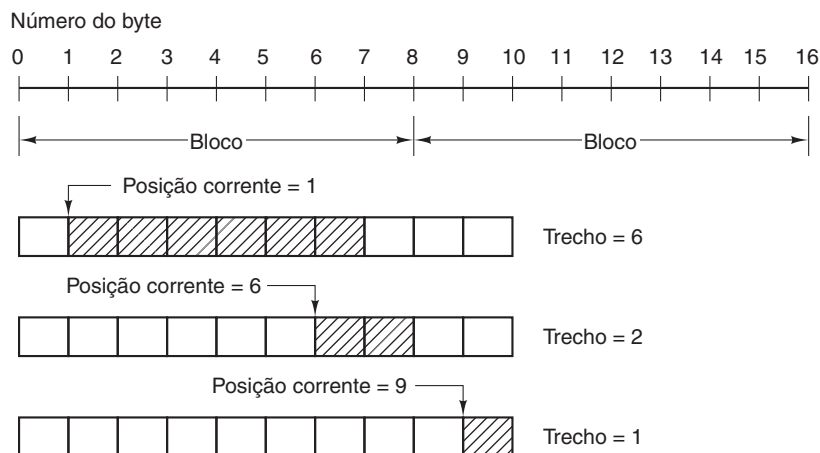 Número do byte
0 1 2 3 4 5 6 7 8 9 10 11 12 13 14 15 16
Bloco Bloco
Posição corrente = 1
Trecho = 6
Posição corrente = 6
Trecho = 2
Posição corrente = 9
Trecho = 1